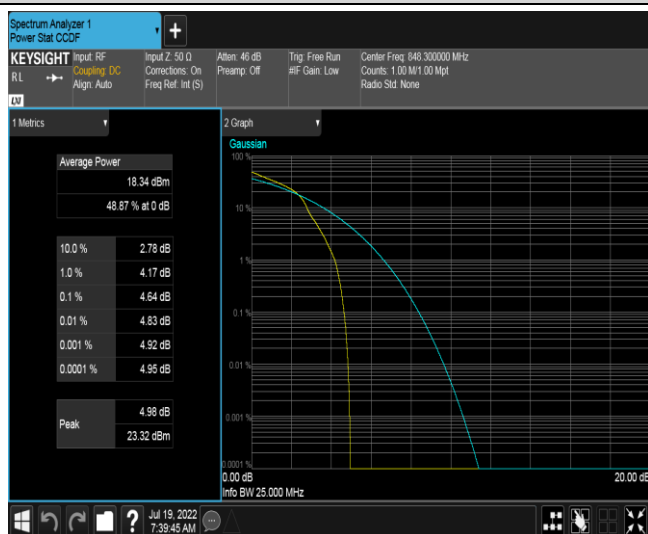 Spectrum Analyzer 1
Power Stat CCDF
KEYSIGHT
RL
LXI
Input: RF
Coupling: DC
Align: Auto
Input Z: 50 Ω
Corrections: On
Freq Ref: Int (S)
Atten: 46 dB
Preamp: Off
Trig: Free Run
#IF Gain: Low
Center Freq: 848.300000 MHz
Counts: 1.00 M/1.00 Mpt
Radio Std: None
1 Metrics
Average Power
18.34 dBm
48.87 % at 0 dB
10.0 % 2.78 dB
1.0 % 4.17 dB
0.1 % 4.64 dB
0.01 % 4.83 dB
0.001 % 4.92 dB
0.0001 % 4.95 dB
Peak
4.98 dB
23.32 dBm
2 Graph
Gaussian
100 %
10 %
1 %
0.1 %
0.01 %
0.001 %
0.0001 %
0.00 dB
20.00 dB
Info BW 25.000 MHz
Jul 19, 2022
7:39:45 AM